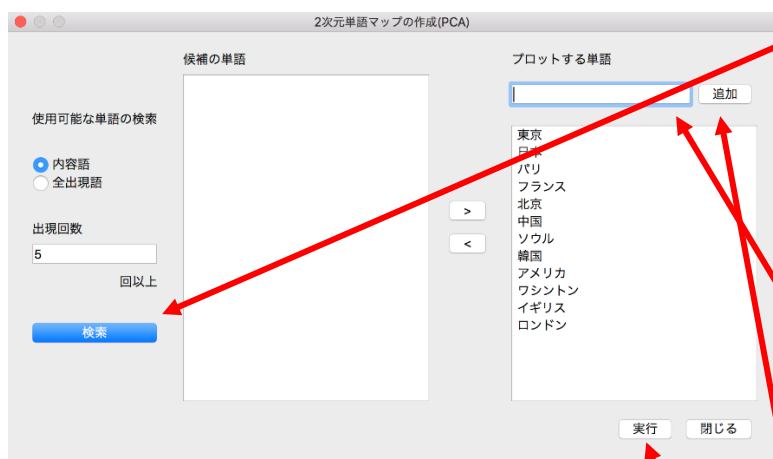 2次元単語マップの作成(PCA)
候補の単語
プロットする単語
追加
使用可能な単語の検索
内容語
全出現語
出現回数
5
回以上
検索
>
<
東京
日本
パリ
フランス
北京
中国
ソウル
韓国
アメリカ
ワシントン
イギリス
ロンドン
実行
閉じる